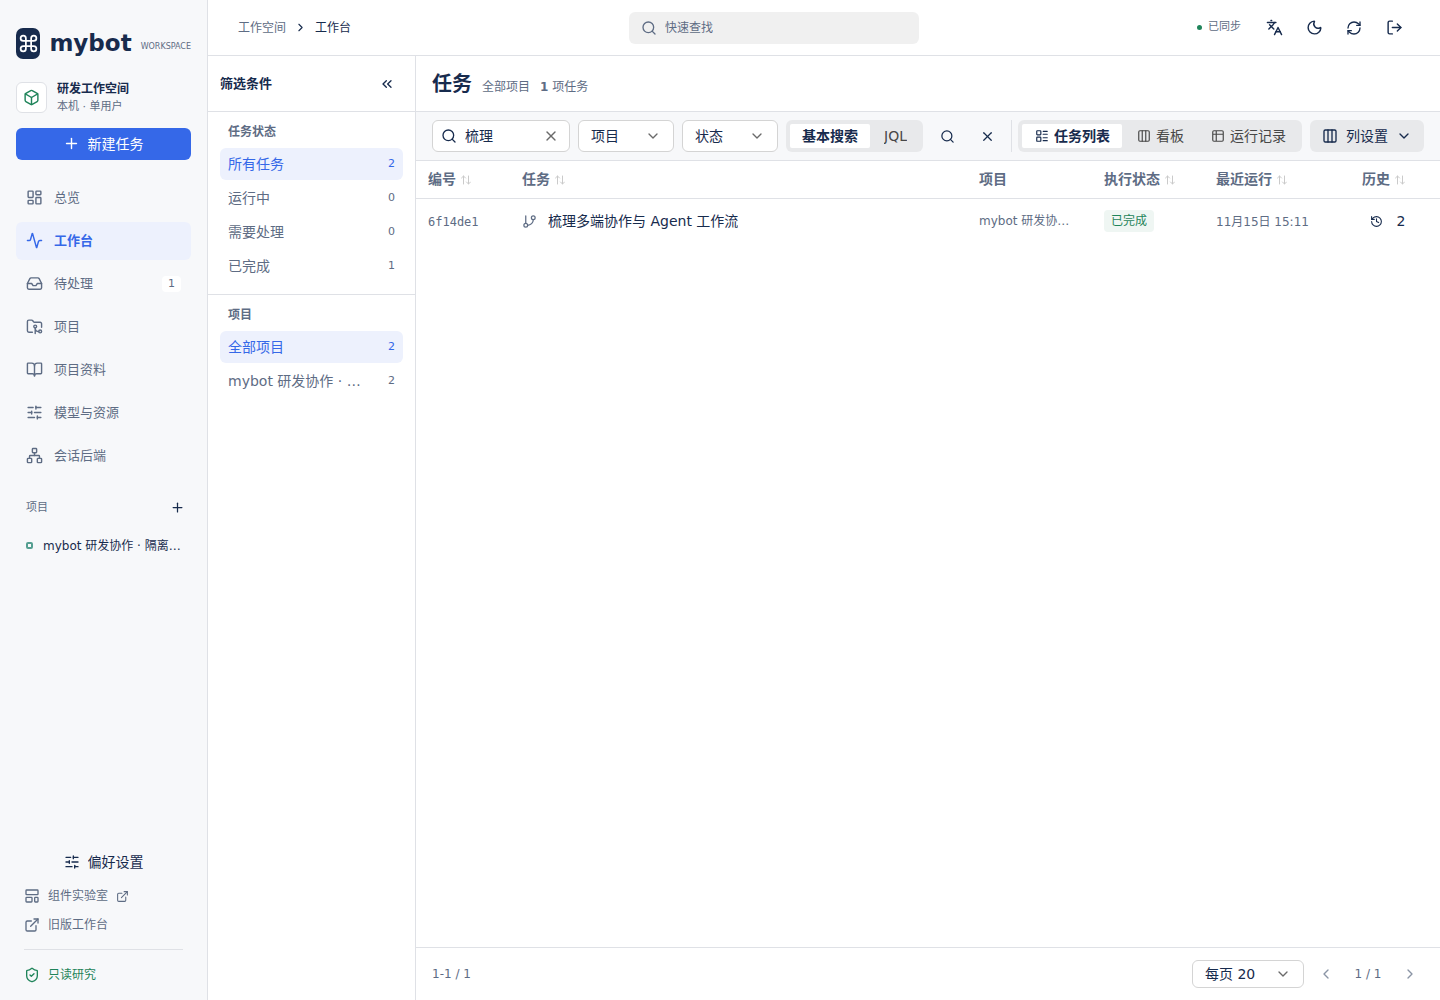 mybot WORKSPACE
研发工作空间
本机 · 单用户
新建任务
总览
工作台
待处理 1
项目
项目资料
模型与资源
会话后端
项目
mybot 研发协作 · 隔离...
偏好设置
组件实验室
旧版工作台
只读研究
工作空间 工作台
快速查找
已同步
筛选条件
任务状态
所有任务 2
运行中 0
需要处理 0
已完成 1
项目
全部项目 2
mybot 研发协作 · ... 2
任务 全部项目 1 项任务
梳理 项目 状态 基本搜索 JQL 任务列表 看板 运行记录 列设置
编号 任务 项目 执行状态 最近运行 历史
6f14de1 梳理多端协作与 Agent 工作流 mybot 研发协... 已完成 11月15日 15:11 2
1-1 / 1 每页 20 1 / 1